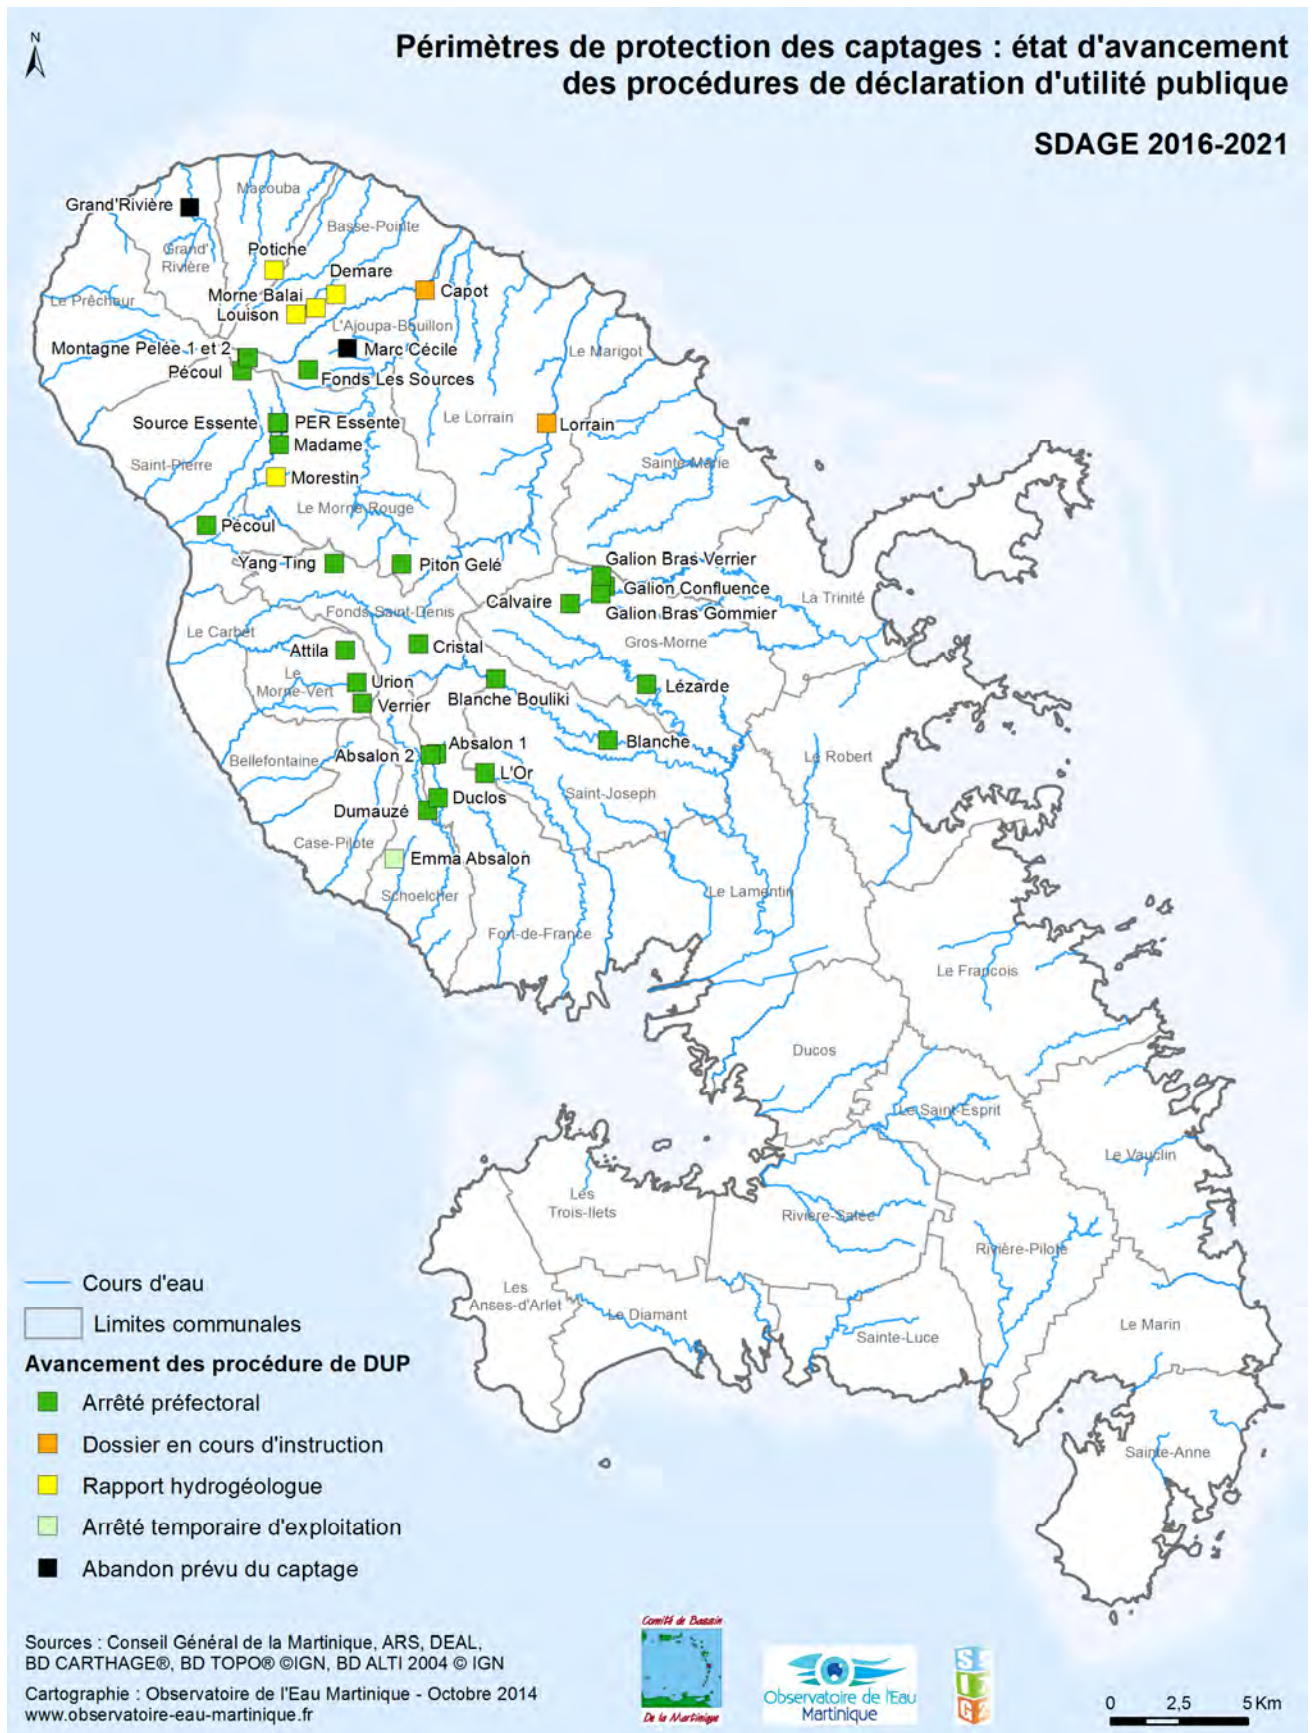 N
Périmètres de protection des captages : état d'avancement
des procédures de déclaration d'utilité publique
SDAGE 2016-2021
Macouba
Grand'Rivière
Basse-Pointe
Grand'
Rivière
Potiche
Demare
Le Prêcheur
Morne Balai
Capot
Louison
L'Ajoupa-Bouillon
Montagne Pelée 1 et 2
Marc Cécile
Le Marigot
Pécoul
Fonds Les Sources
Source Essente
PER Essente
Le Lorrain
Lorrain
Madame
Saint-Pierre
Sainte-Marie
Morestin
Le Morne Rouge
Pécoul
Yang Ting
Piton Gelé
Galion Bras Verrier
Galion Confluence
Calvaire
La Trinité
Galion Bras Gommier
Fonds-Saint-Denis
Le Carbet
Attila
Cristal
Gros-Morne
Le
Morne-Vert
Urion
Lézarde
Verrier
Blanche Bouliki
Absalon 1
Blanche
Bellefontaine
Absalon 2
Le Robert
L'Or
Saint-Joseph
Duclos
Dumauzé
Case-Pilote
Emma Absalon
Schoelcher
Le Lamentin
Fort-de-France
Le François
Ducos
Le Saint-Esprit
Le Vauclin
Les
Trois-Ilets
Rivière-Salée
Rivière-Pilote
Les
Anses-d'Arlet
Le Diamant
Le Marin
Sainte-Luce
Sainte-Anne
Cours d'eau
Limites communales
Avancement des procédure de DUP
Arrêté préfectoral
Dossier en cours d'instruction
Rapport hydrogéologue
Arrêté temporaire d'exploitation
Abandon prévu du captage
Sources : Conseil Général de la Martinique, ARS, DEAL,
BD CARTHAGE®, BD TOPO® ©IGN, BD ALTI 2004 © IGN
Cartographie : Observatoire de l'Eau Martinique - Octobre 2014
www.observatoire-eau-martinique.fr
Comité de Bassin
De la Martinique
Observatoire de l'Eau
Martinique
0 2,5 5 Km